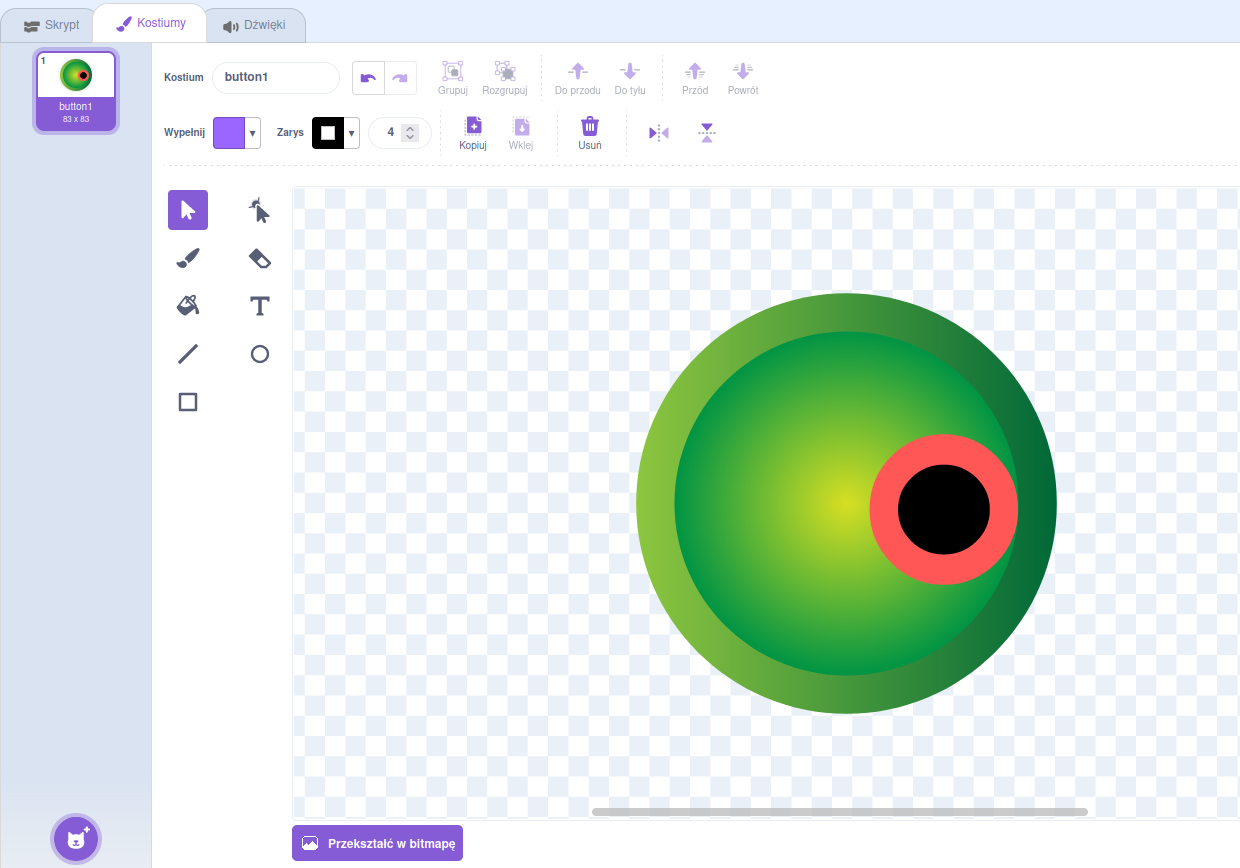 Skrypt
Kostiumy
Dźwięki
1
button1
83 x 83
Kostium
button1
Grupuj
Rozgrupuj
Do przodu
Do tyłu
Przód
Powrót
Wypełnij
Zarys
4
Kopiuj
Wklej
Usuń
Przekształć w bitmapę